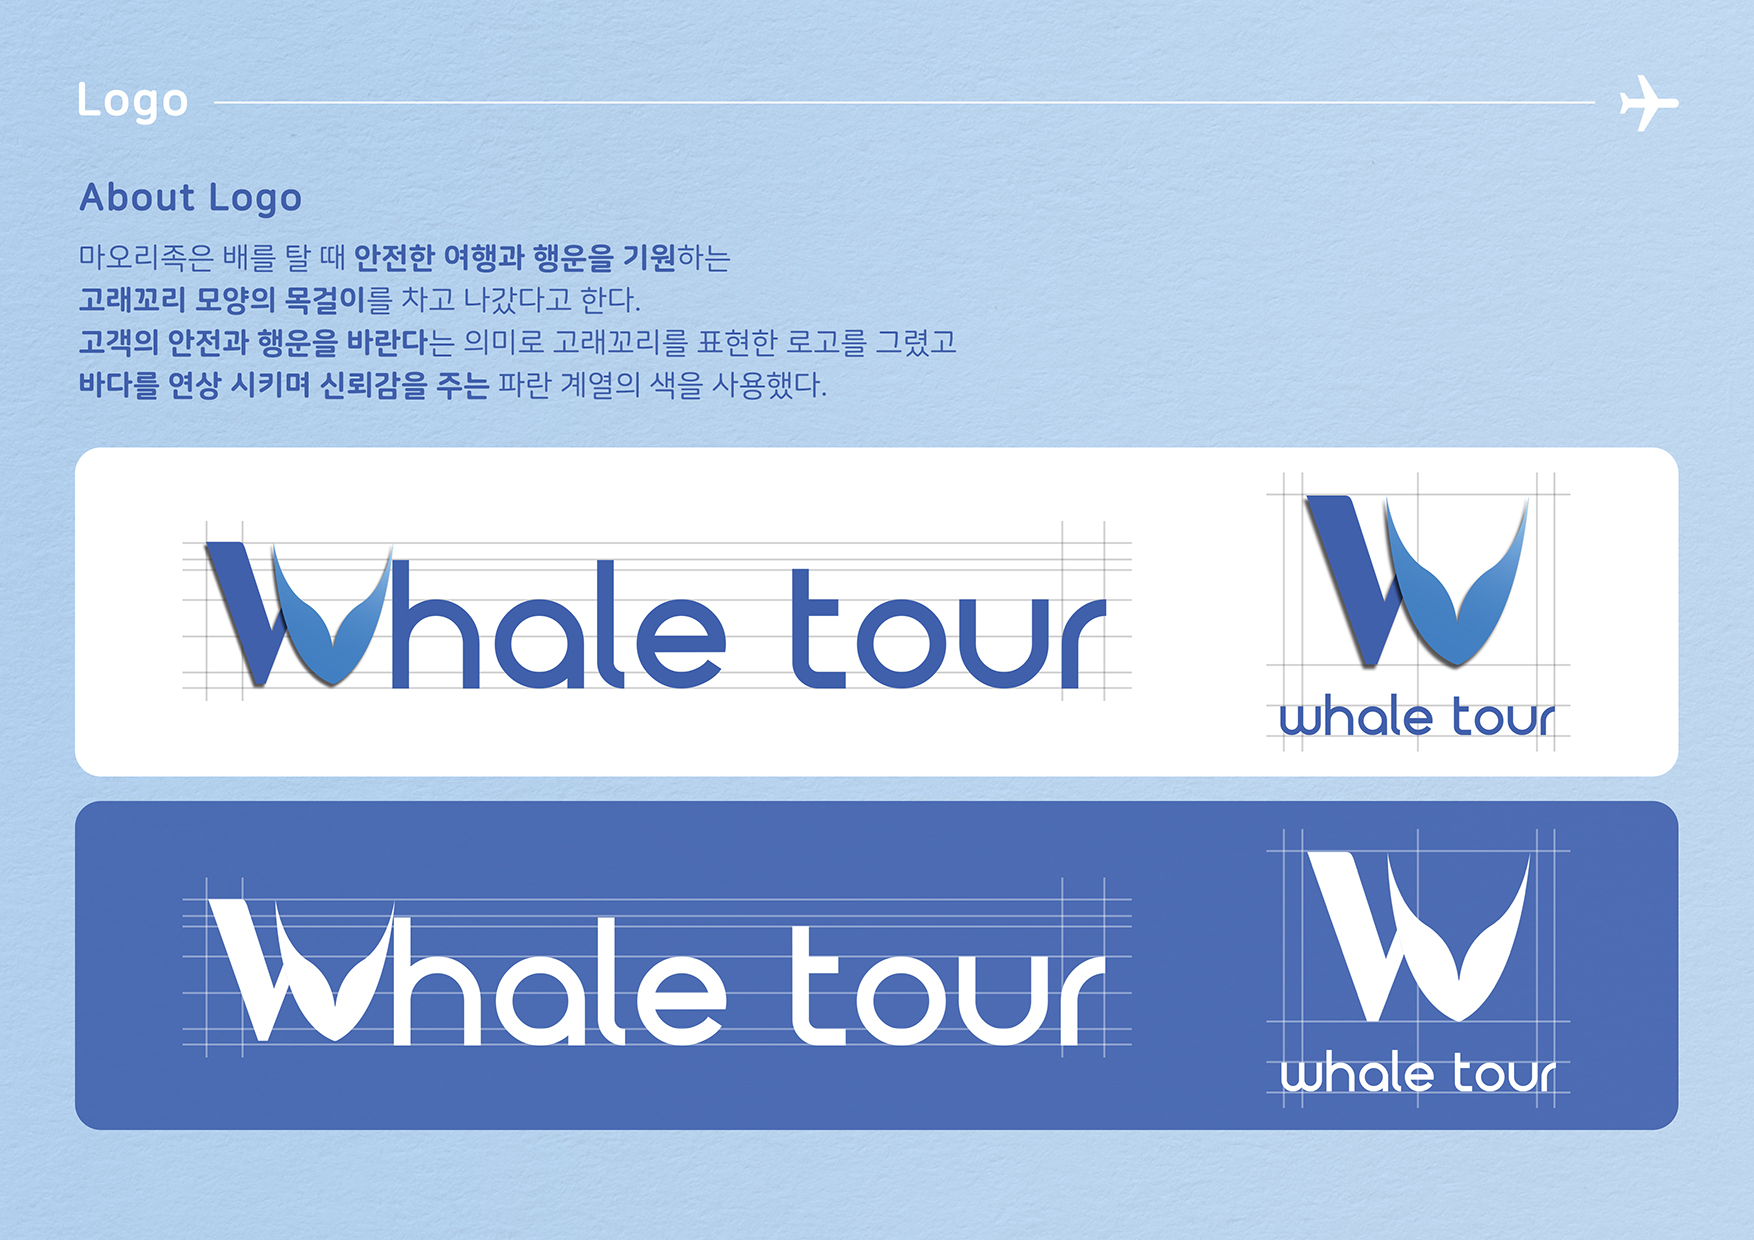 Logo
About Logo
마오리족은 배를 탈 때 안전한 여행과 행운을 기원하는
고래꼬리 모양의 목걸이를 차고 나갔다고 한다.
고객의 안전과 행운을 바란다는 의미로 고래꼬리를 표현한 로고를 그렸고
바다를 연상 시키며 신뢰감을 주는 파란 계열의 색을 사용했다.
Whale tour
W
whale tour
Whale tour
W
whale tour